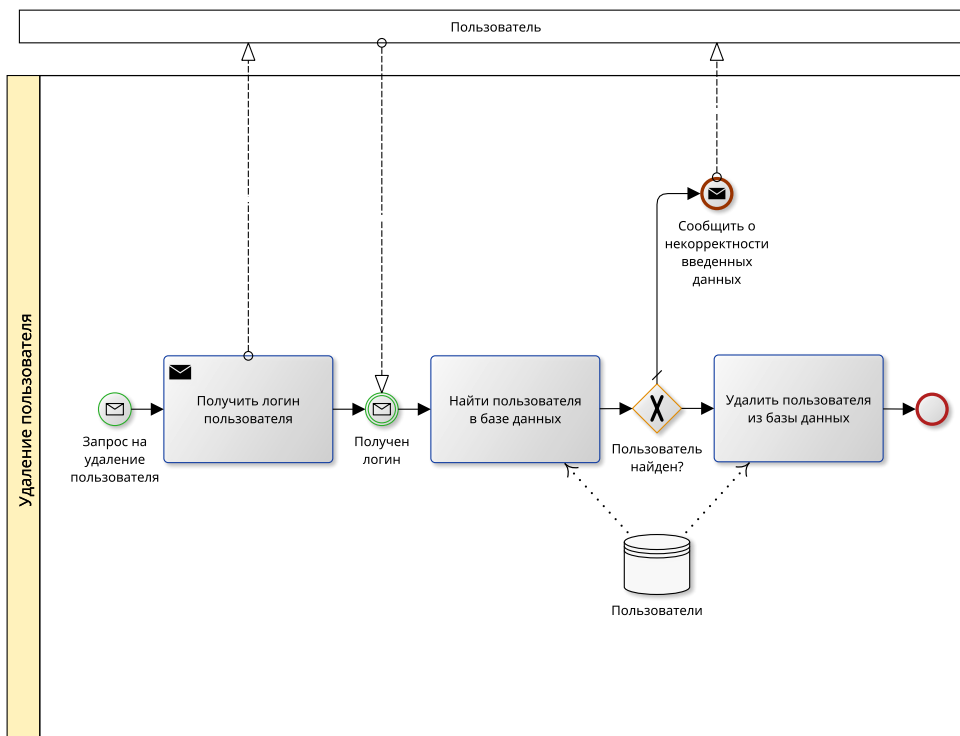 Пользователь
Удаление пользователя
Сообщить о
некорректности
введенных
данных
Запрос на
удаление
пользователя
Получить логин
пользователя
Получен
логин
Найти пользователя
в базе данных
Пользователь
найден?
Удалить пользователя
из базы данных
Пользователи